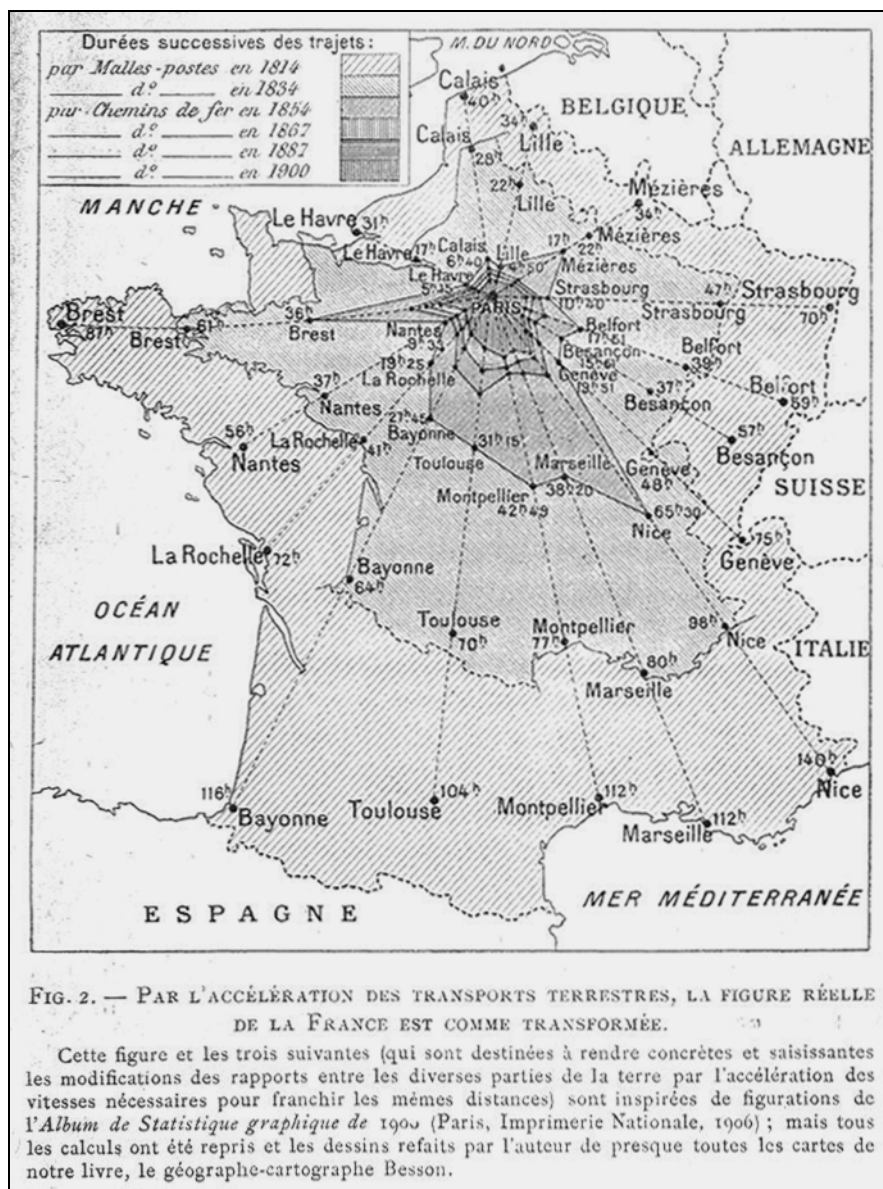 Durées successives des trajets :
par Malles-postes en 1814
d.º en 1834
par Chemins de fer en 1854
d.º en 1867
d.º en 1887
d.º en 1900
M. DU NORD
BELGIQUE
ALLEMAGNE
MANCHE
Calais
40h
34h
Lille
Calais
28h
22h
Lille
Mézières
34h
Le Havre
31h
Mézières
22h
Le Havre
17h
Calais
6h40
Lille
4h50
17h
Mézières
Le Havre
PARIS
Strasbourg
10h40
47h
Strasbourg
Strasbourg
70h
Brest
87h
61h
Brest
36h
Brest
Nantes
Belfort
Belfort
39h
Belfort
59h
19h25
La Rochelle
Besançon
Genève
19h51
37h
Besançon
57h
Besançon
37h
Nantes
56h
Nantes
La Rochelle
41h
27h45
Bayonne
31h15
Toulouse
Marseille
38h20
Montpellier
42h49
Genève
48h
65h30
Nice
SUISSE
75h
Genève
La Rochelle
72h
Bayonne
64h
OCÉAN
ATLANTIQUE
Toulouse
70h
Montpellier
77h
98h
Nice
80h
Marseille
ITALIE
140h
Nice
116h
Bayonne
Toulouse
104h
Montpellier
112h
Marseille
112h
ESPAGNE
MER MÉDITERRANÉE
FIG. 2. — PAR L'ACCÉLÉRATION DES TRANSPORTS TERRESTRES, LA FIGURE RÉELLE
DE LA FRANCE EST COMME TRANSFORMÉE.
Cette figure et les trois suivantes (qui sont destinées à rendre concrètes et saisissantes
les modifications des rapports entre les diverses parties de la terre par l'accélération des
vitesses nécessaires pour franchir les mêmes distances) sont inspirées de figurations de
l'Album de Statistique graphique de 1900 (Paris, Imprimerie Nationale, 1906) ; mais tous
les calculs ont été repris et les dessins refaits par l'auteur de presque toutes les cartes de
notre livre, le géographe-cartographe Besson.